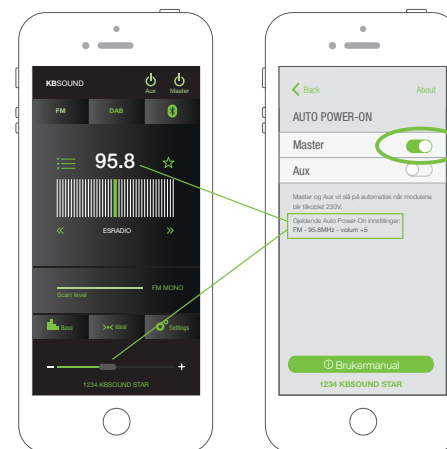 KBSOUND
Aux Master
FM DAB
95.8
ESRADIO
FM MONO
Scan level
Bass Ideal Settings
- +
1234 KBSOUND STAR
Back About
AUTO POWER-ON
Master
Aux
Master og Aux vil slå på automatisk når modulene
blir tilkoblet 230V.
Gjeldende Auto Power-On innstillinger:
FM - 95.8MHz - volum +5
Brukermanual
1234 KBSOUND STAR